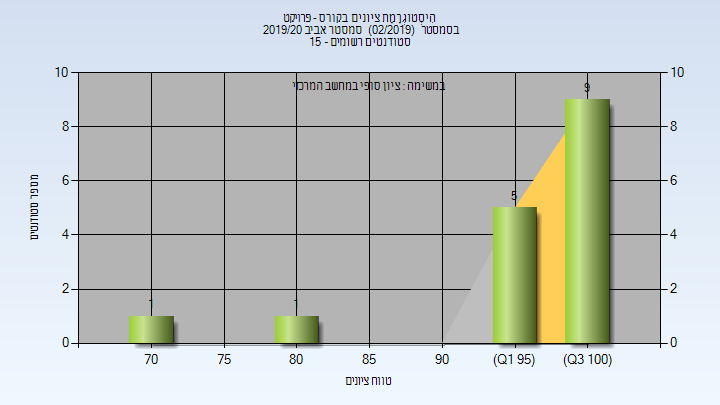 היסטוגרמת ציונים בקורס - פרויקט
בסמסטר (02/2019) סמסטר אביב 2019/20
סטודנטים רשומים - 15
במשימה : ציון סופי במחשב המרכזי
10
8
6
4
2
0
10
8
6
4
2
0
מספר סטודנטים
1
1
5
9
70
75
80
85
90
(Q1 95)
(Q3 100)
טווח ציונים